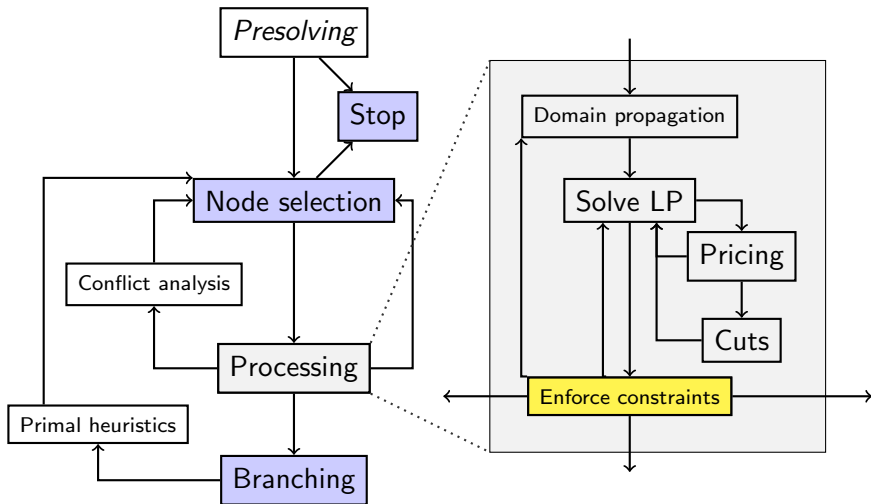 Presolving
Stop
Node selection
Conflict analysis
Processing
Primal heuristics
Branching
Domain propagation
Solve LP
Pricing
Cuts
Enforce constraints